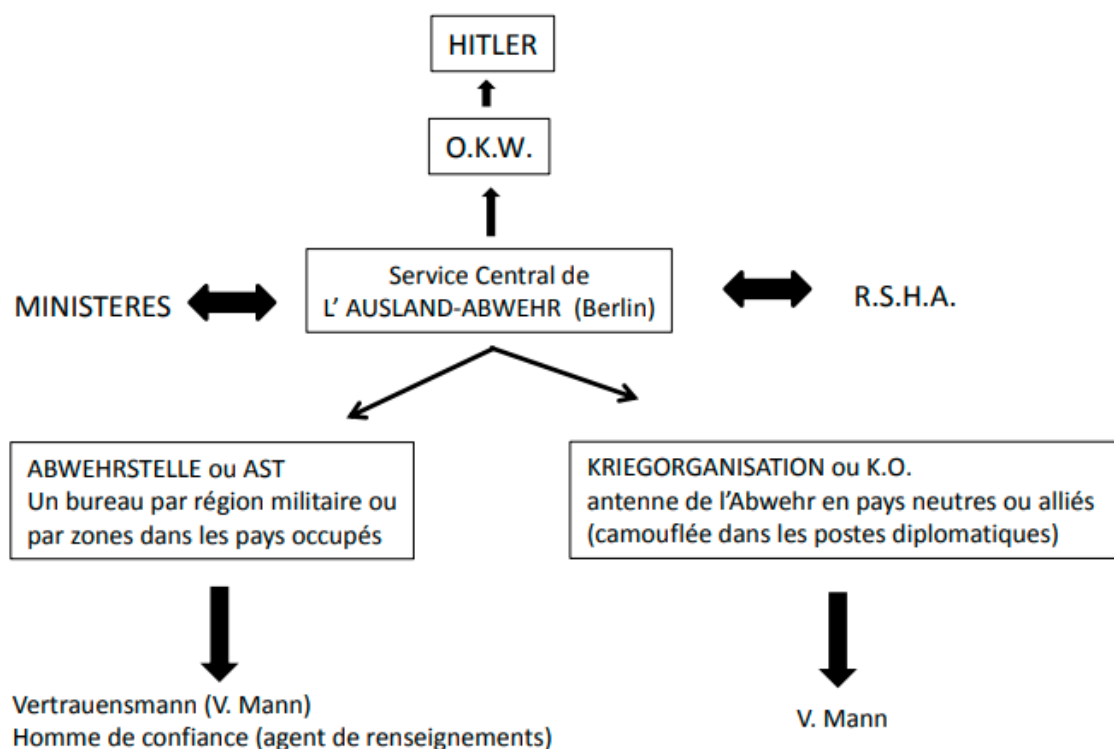 HITLER
O.K.W.
Service Central de
L' AUSLAND-ABWEHR (Berlin)
MINISTERES
R.S.H.A.
ABWEHRSTELLE ou AST
Un bureau par région militaire ou
par zones dans les pays occupés
KRIEGORGANISATION ou K.O.
antenne de l'Abwehr en pays neutres ou alliés
(camouflée dans les postes diplomatiques)
Vertrauensmann (V. Mann)
Homme de confiance (agent de renseignements)
V. Mann